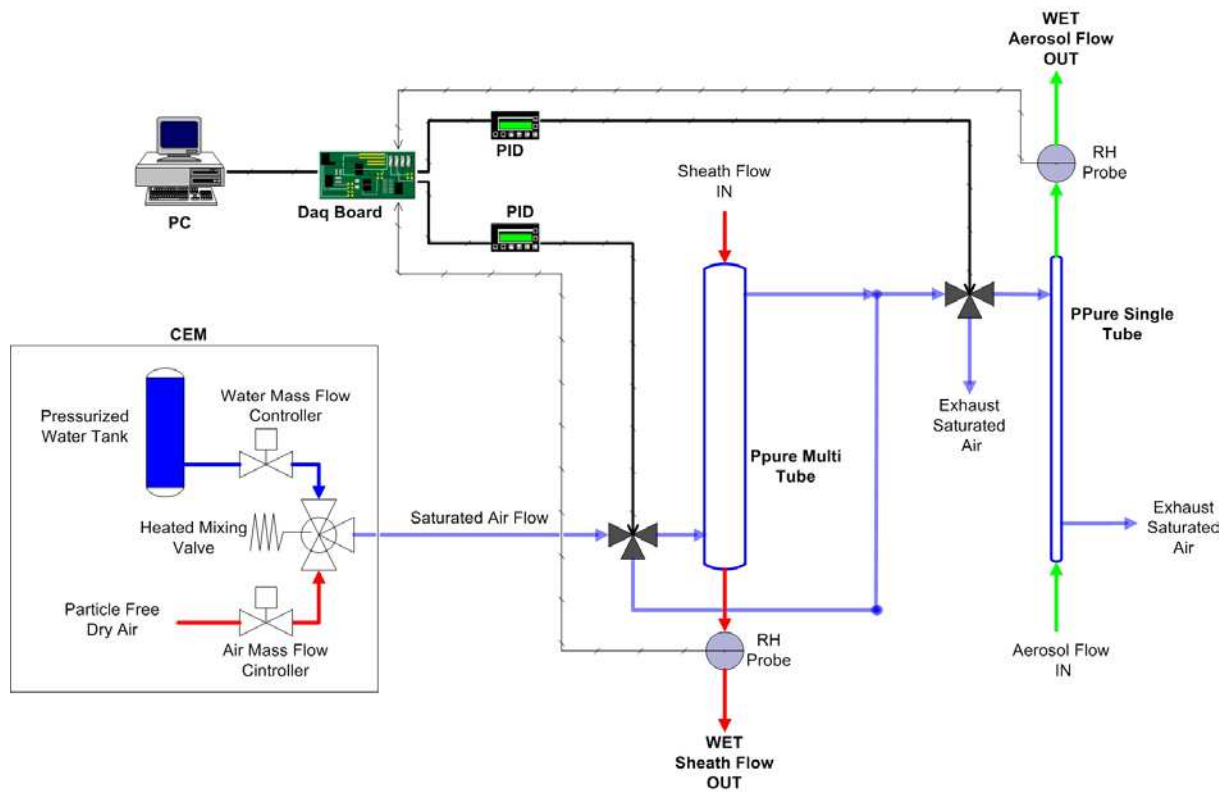 WET
Aerosol Flow
OUT
PID
RH
Probe
Sheath Flow
IN
PC
Daq Board
PID
PPure Single
Tube
CEM
Water Mass Flow
Controller
Pressurized
Water Tank
Exhaust
Saturated
Air
Ppure Multi
Tube
Saturated Air Flow
Heated Mixing
Valve
Exhaust
Saturated
Air
Particle Free
Dry Air
Air Mass Flow
Cintroller
RH
Probe
Aerosol Flow
IN
WET
Sheath Flow
OUT